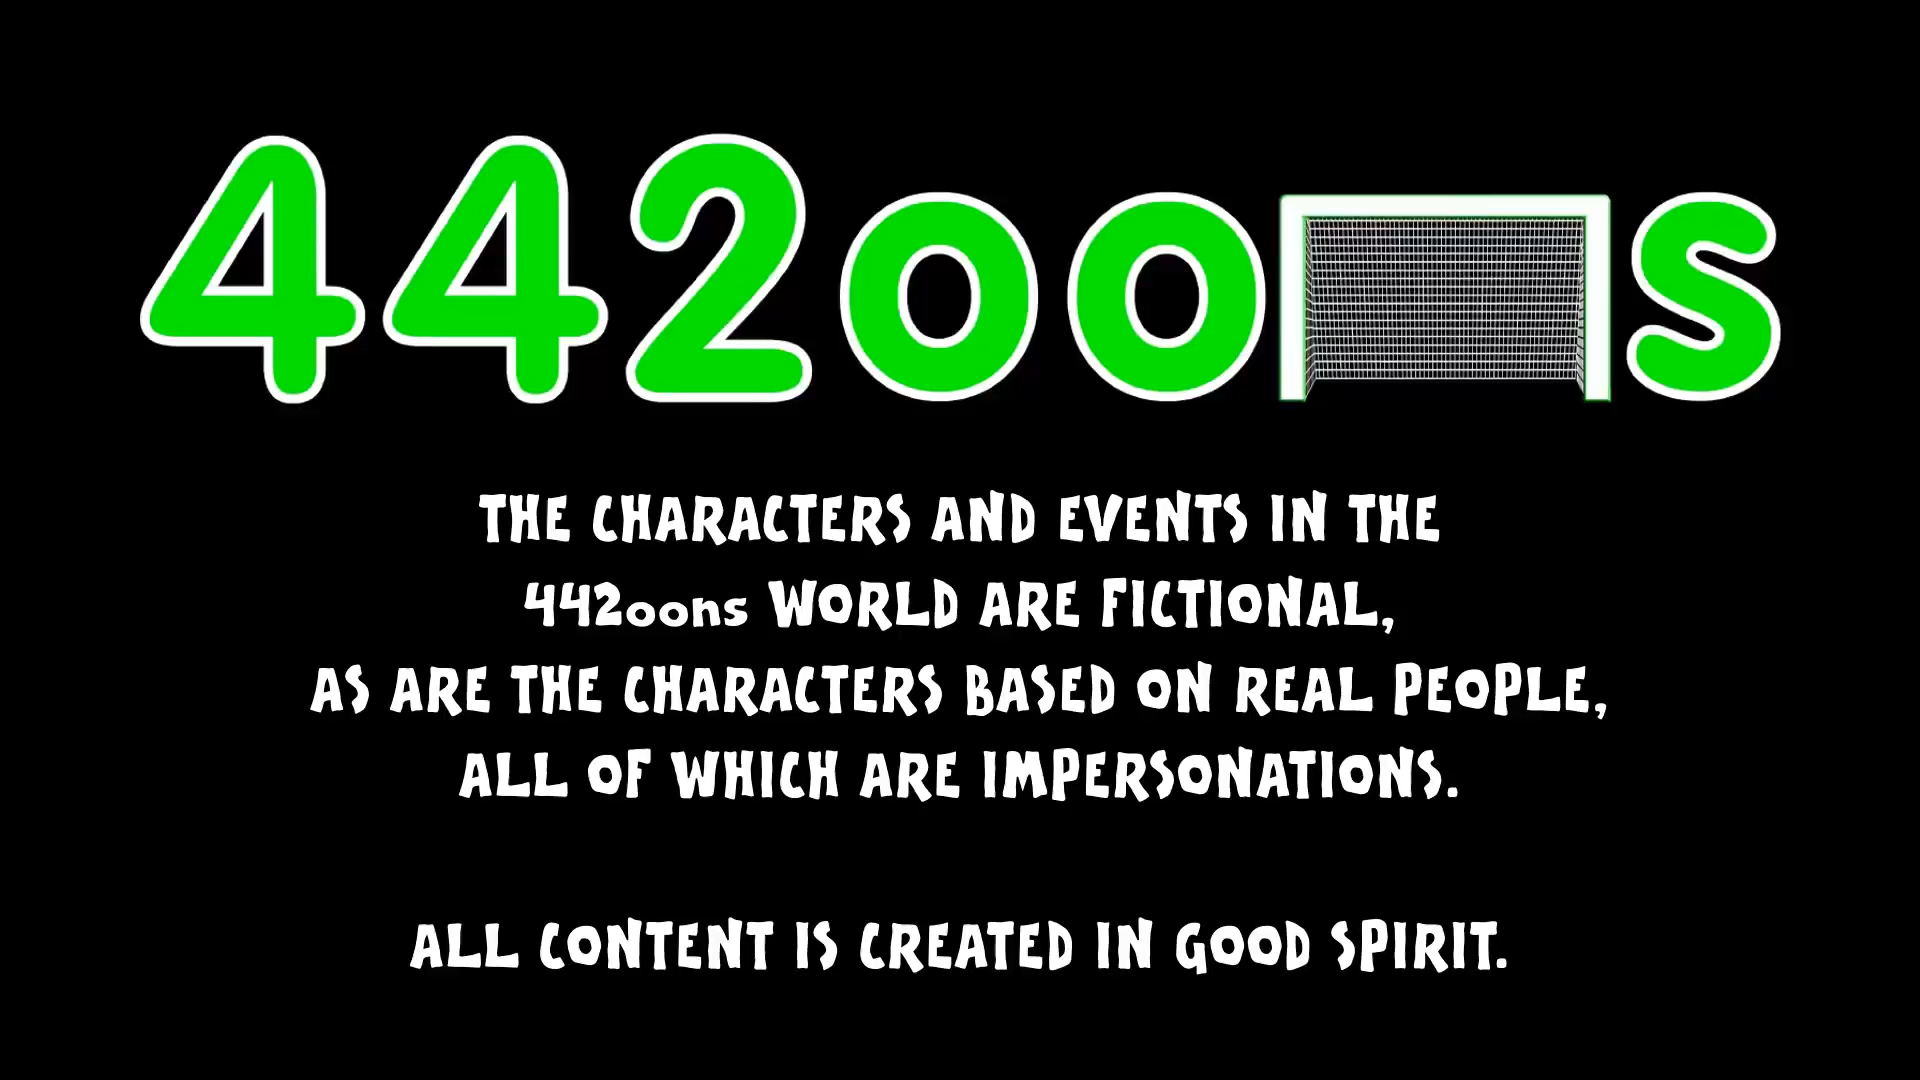 442oons
THE CHARACTERS AND EVENTS IN THE
442oons WORLD ARE FICTIONAL,
AS ARE THE CHARACTERS BASED ON REAL PEOPLE,
ALL OF WHICH ARE IMPERSONATIONS.
ALL CONTENT IS CREATED IN GOOD SPIRIT.